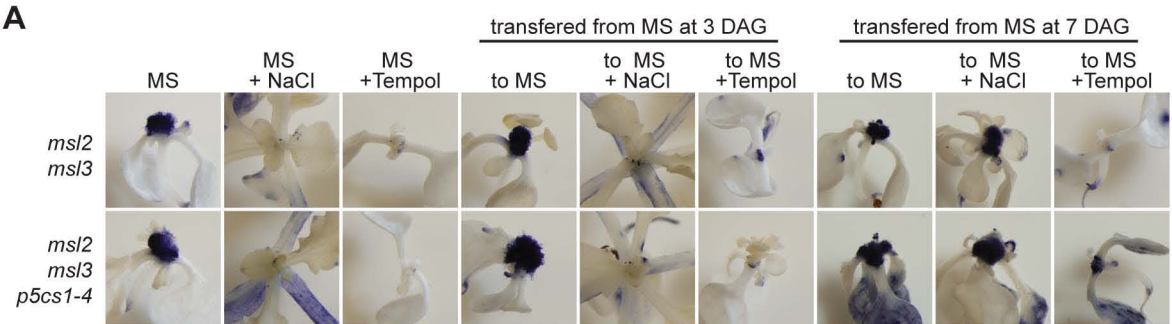 A
transfered from MS at 3 DAG
transfered from MS at 7 DAG
MS
MS
+ NaCl
MS
+Tempol
to MS
to MS
+ NaCl
to MS
+Tempol
to MS
to MS
+ NaCl
to MS
+Tempol
msl2
msl3
msl2
msl3
p5cs1-4